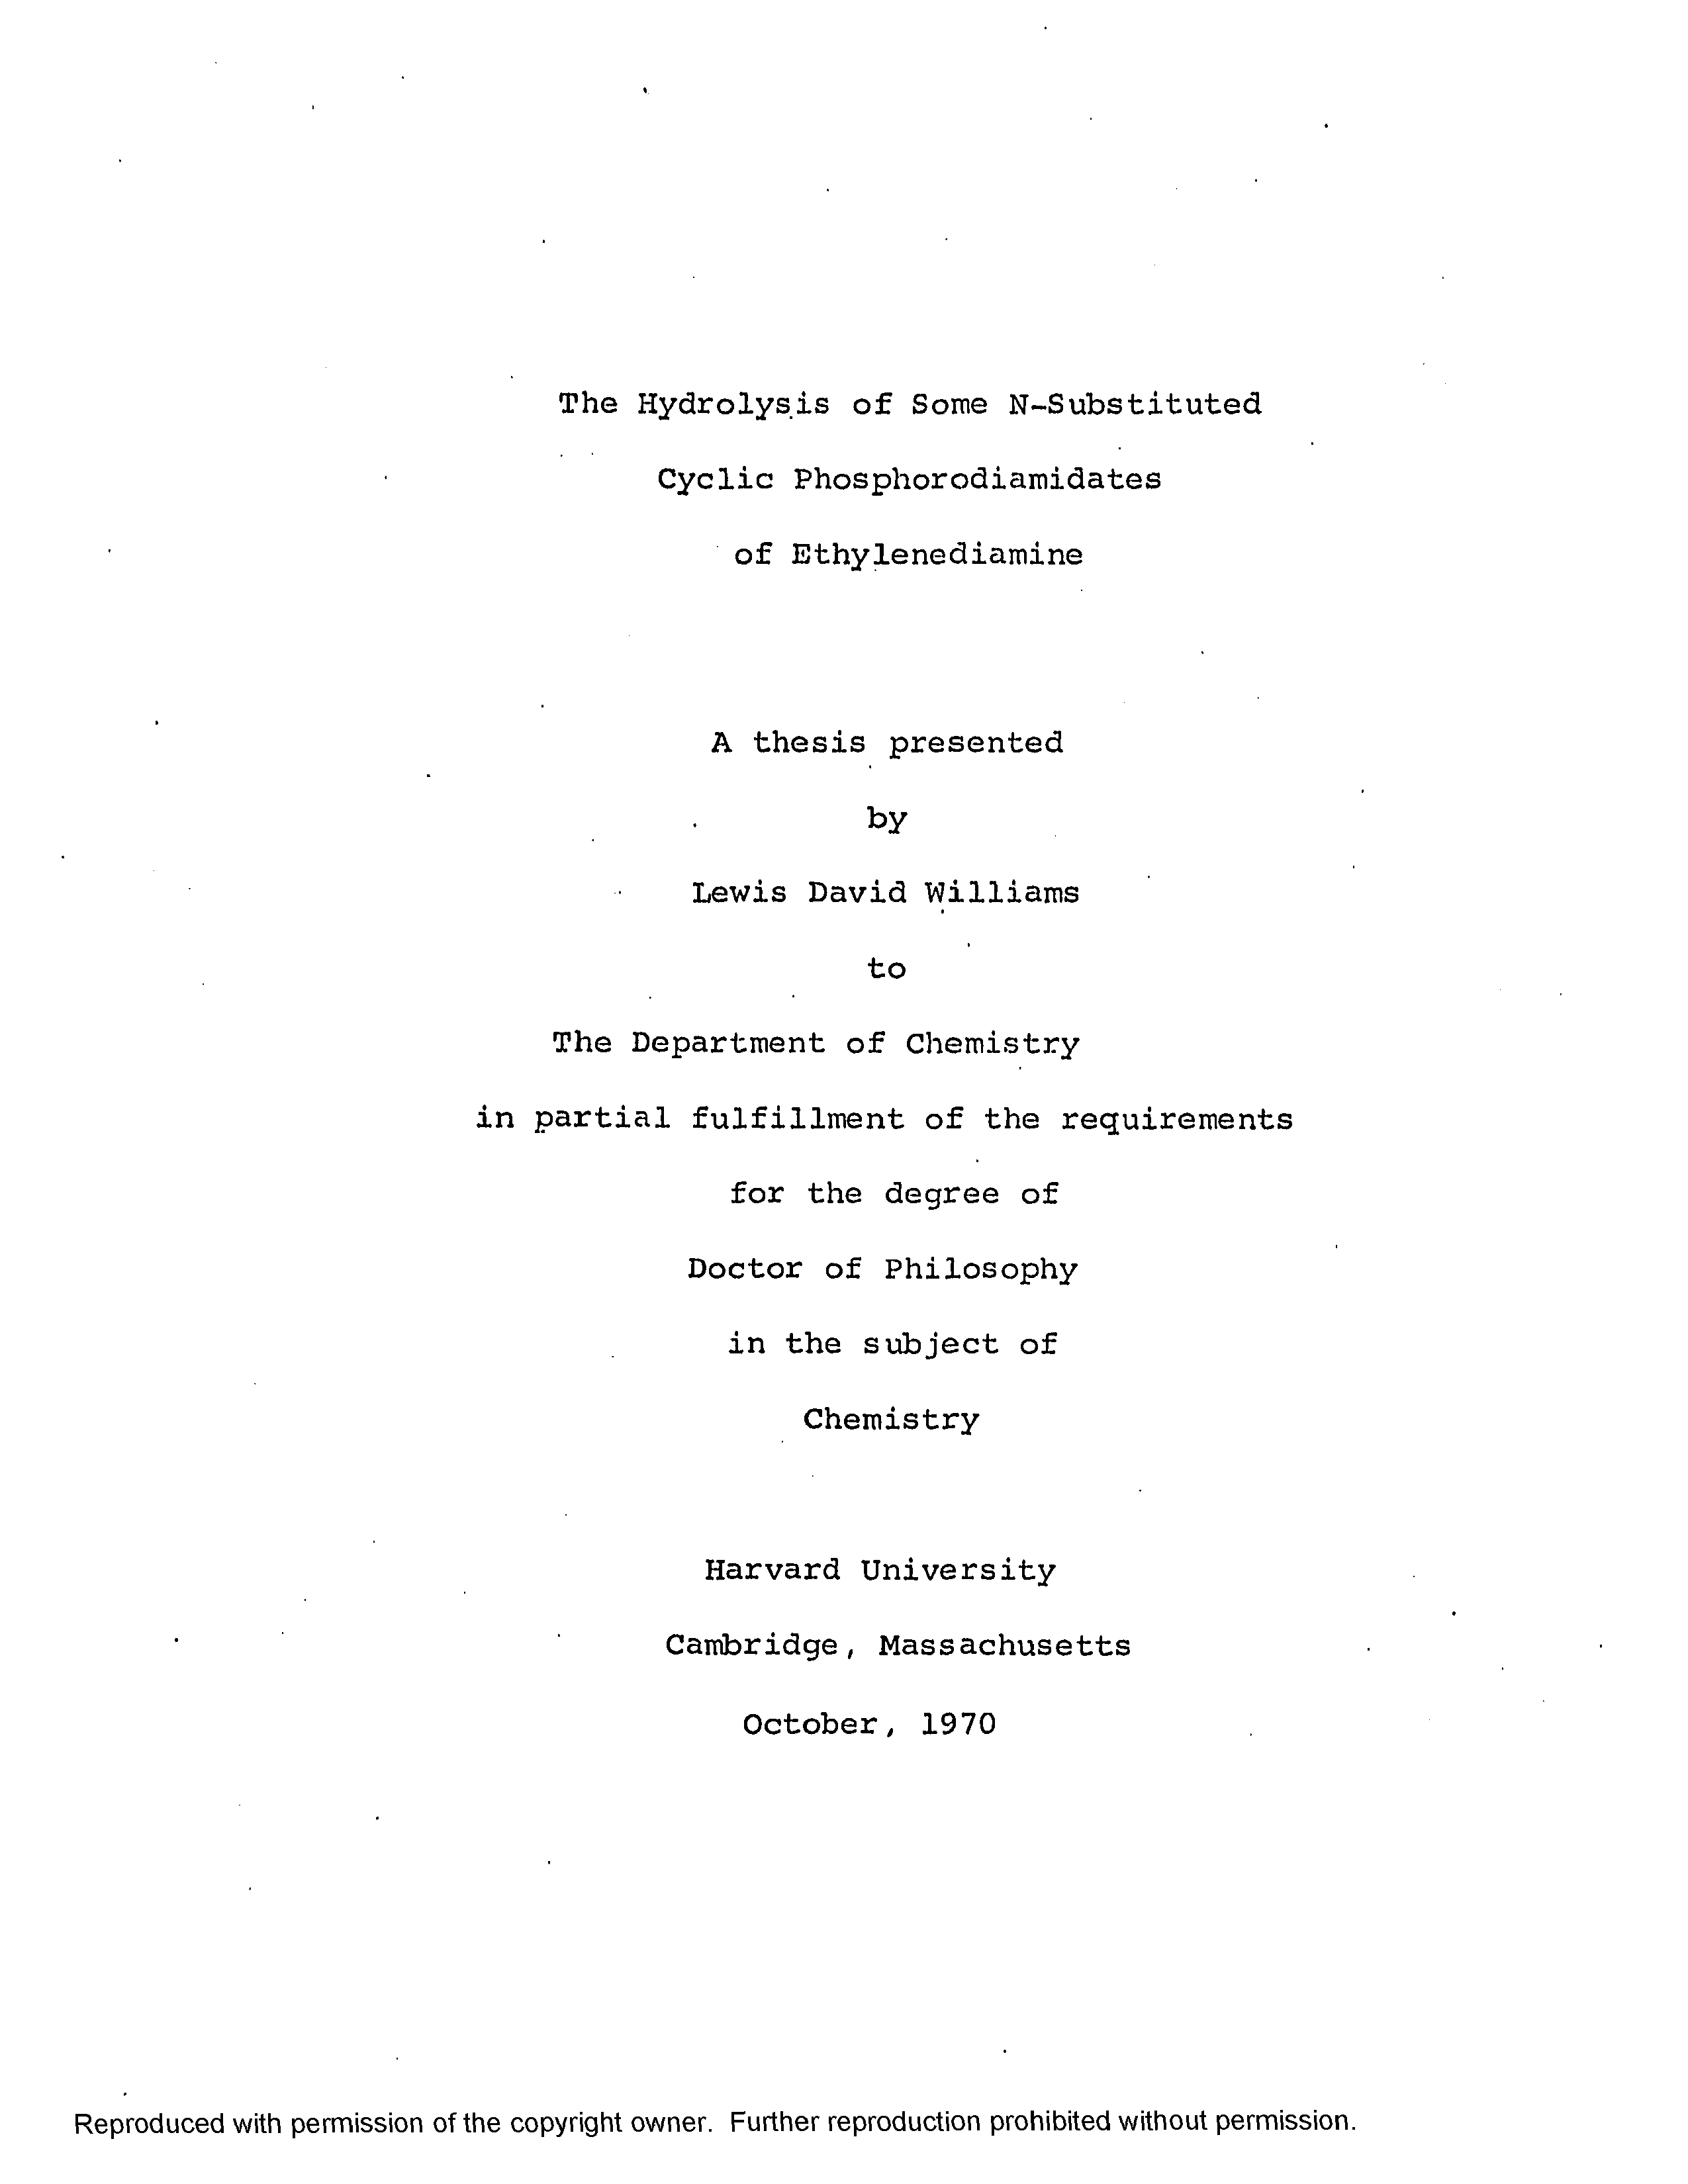 The Hydrolysis of Some N-Substituted
Cyclic Phosphorodiamidates
of Ethylenediamine
A thesis presented
by
Lewis David Williams
to
The Department of Chemistry
in partial fulfillment of the requirements
for the degree of
Doctor of Philosophy
in the subject of
Chemistry
Harvard University
Cambridge, Massachusetts
October, 1970
Reproduced with permission of the copyright owner. Further reproduction prohibited without permission.